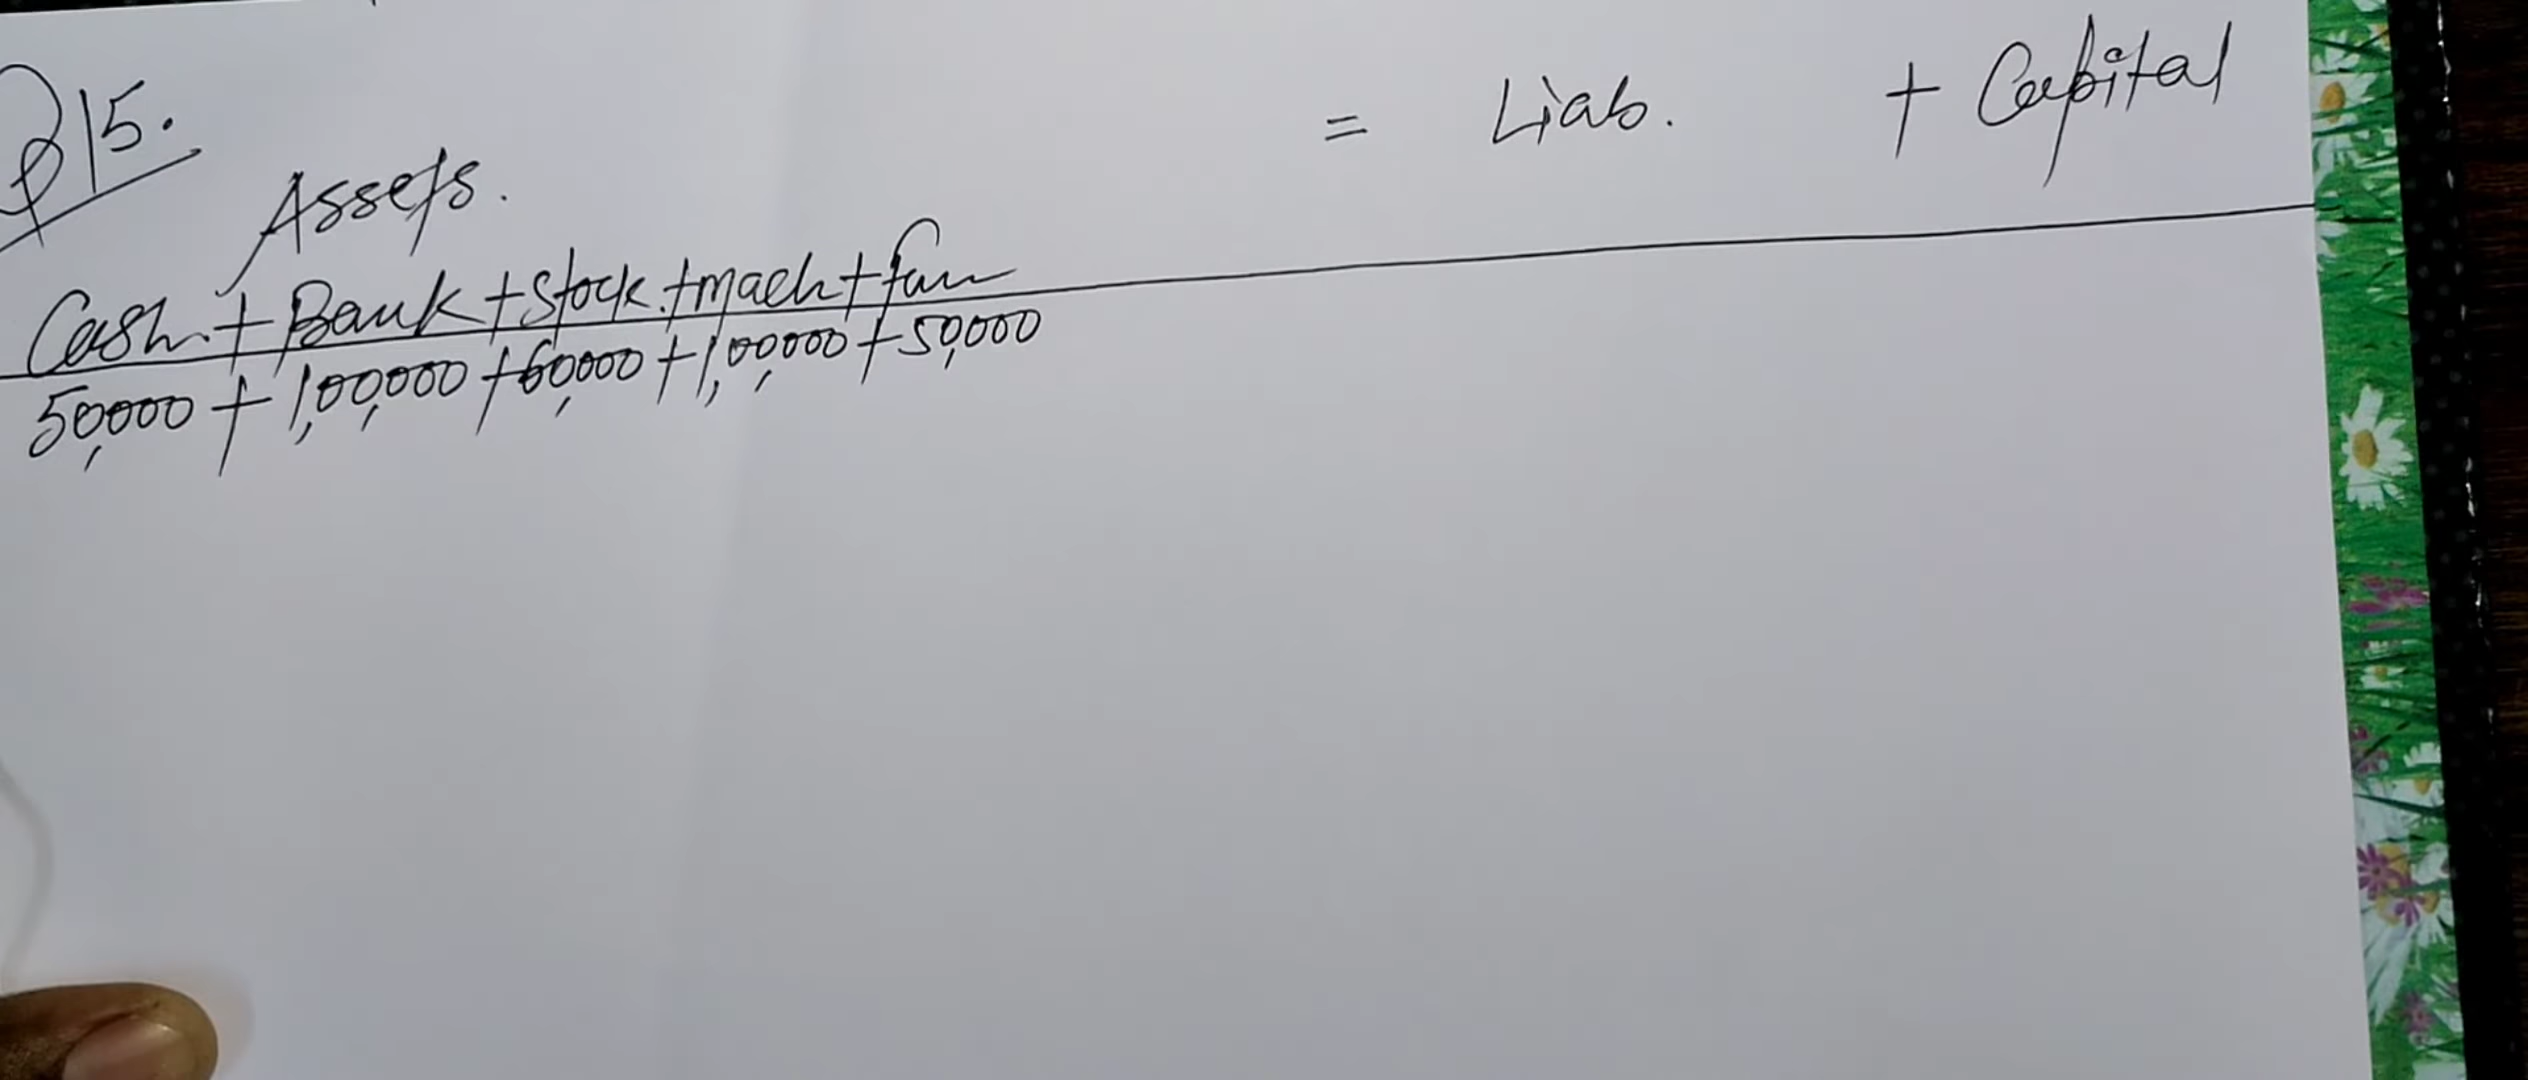 Q15.
Assets. = Liab. + Capital
Cash + Bank + Stock + mach + fur
50,000 + 1,00,000 + 60,000 + 1,00,000 + 50,000